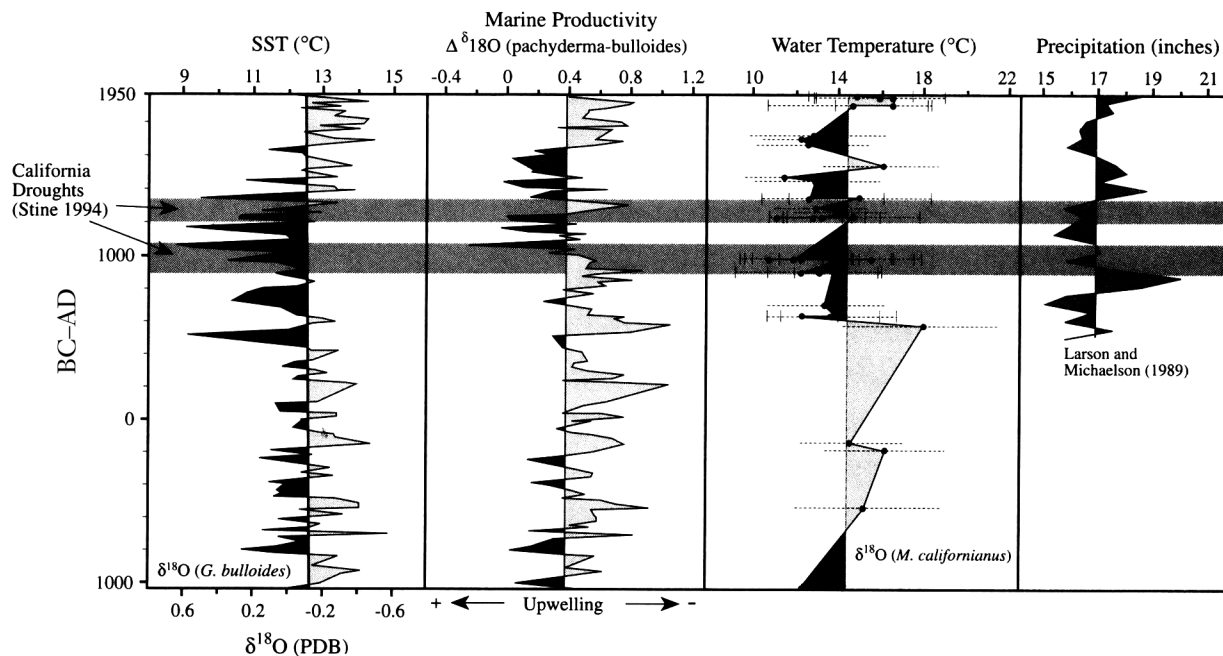 Marine Productivity
SST (°C)
Δ δ18O (pachyderma-bulloides)
Water Temperature (°C)
Precipitation (inches)
9 11 13 15
-0.4 0 0.4 0.8 1.2
10 14 18 22
15 17 19 21
1950
California
Droughts
(Stine 1994)
1000
BC–AD
0
1000
Larson and
Michaelson (1989)
δ18O (G. bulloides)
δ18O (M. californianus)
+ Upwelling -
0.6 0.2 -0.2 -0.6
δ18O (PDB)